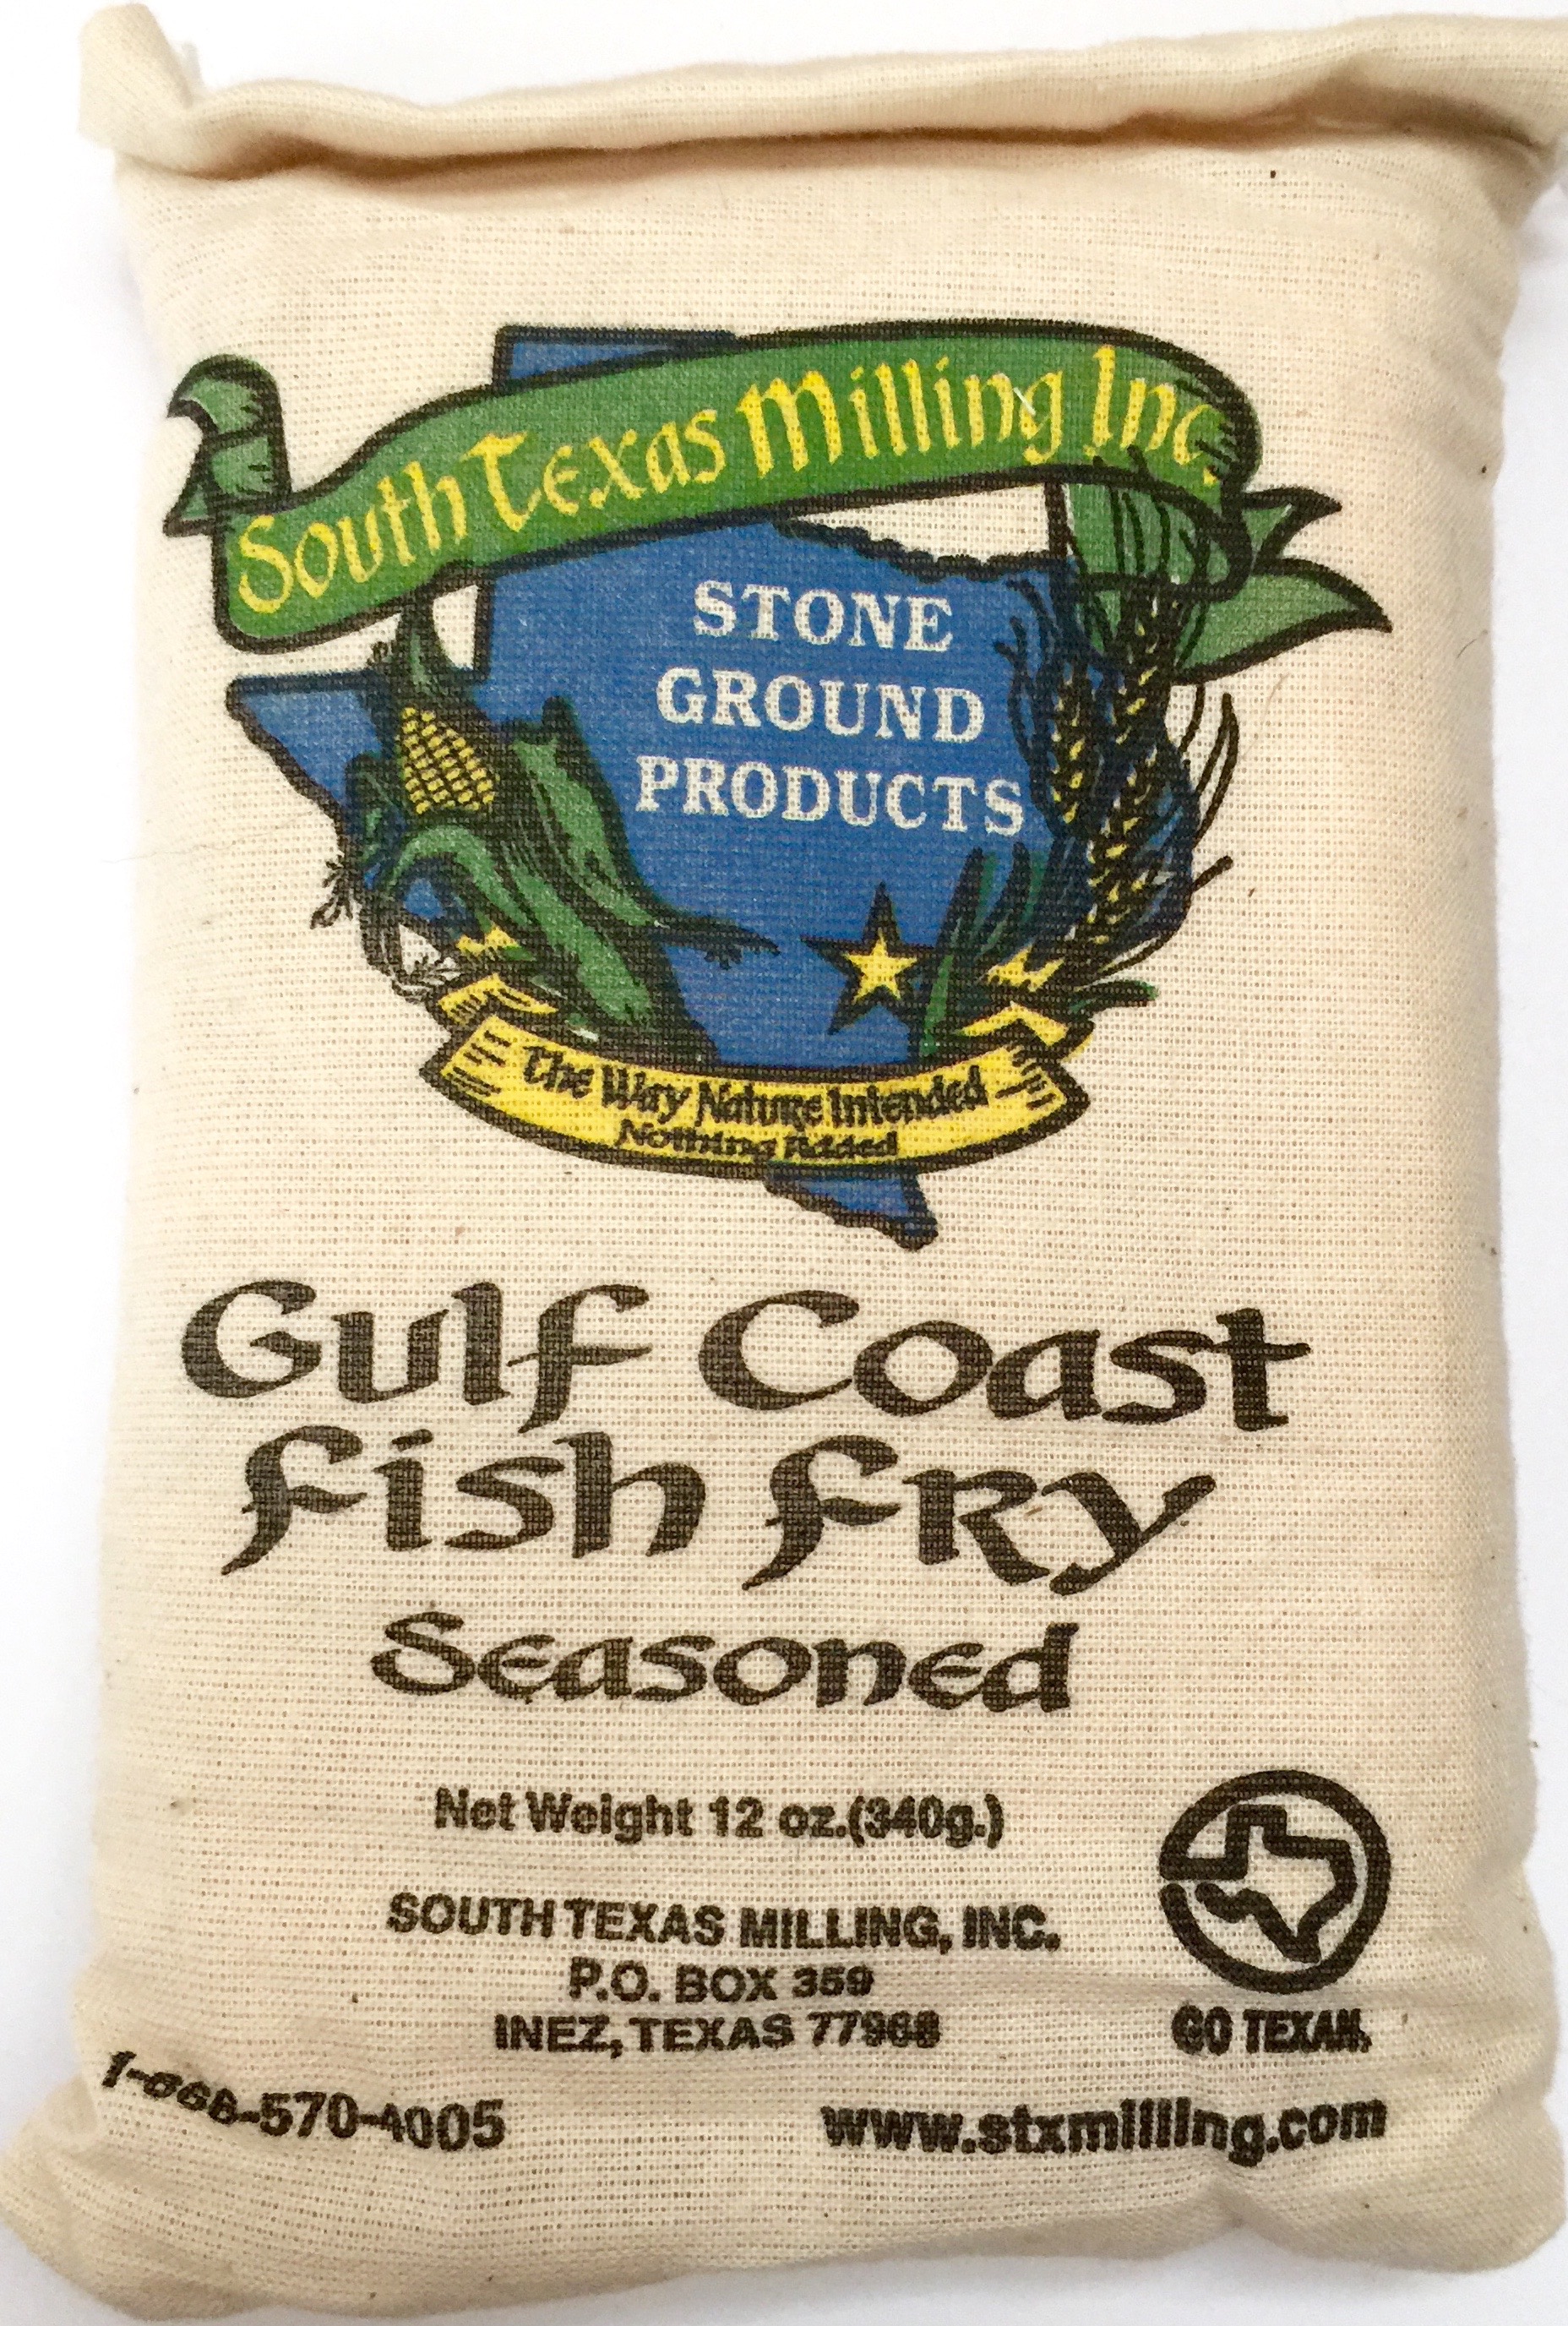 South Texas Milling Inc.
STONE
GROUND
PRODUCTS
The Way Nature Intended
Nothing Added
Gulf Coast
Fish Fry
Seasoned
Net Weight 12 oz.(340g.)
SOUTH TEXAS MILLING, INC.
P.O. BOX 359
INEZ, TEXAS 77968
GO TEXAN.
1-866-570-4005
www.stxmilling.com